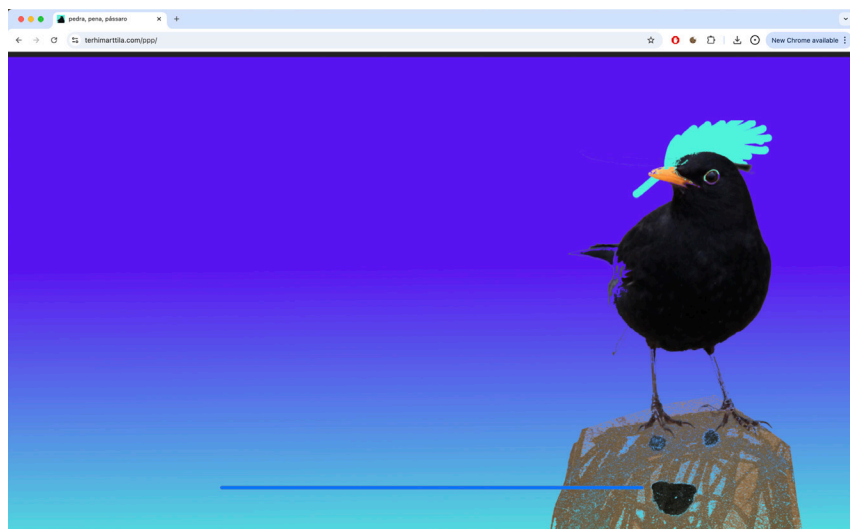 pedra, pena, pássaro
terhimarttila.com/ppp/
New Chrome available